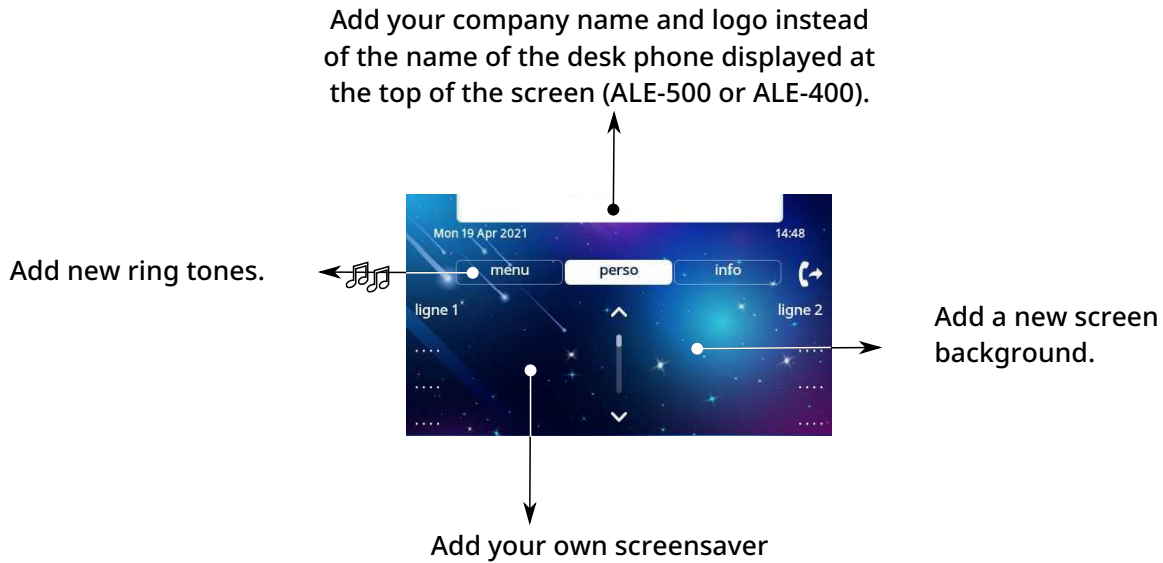 Add your company name and logo instead
of the name of the desk phone displayed at
the top of the screen (ALE-500 or ALE-400).
Mon 19 Apr 2021
14:48
Add new ring tones.
menu
perso
info
ligne 1
ligne 2
Add a new screen
background.
....
....
....
....
....
....
Add your own screensaver